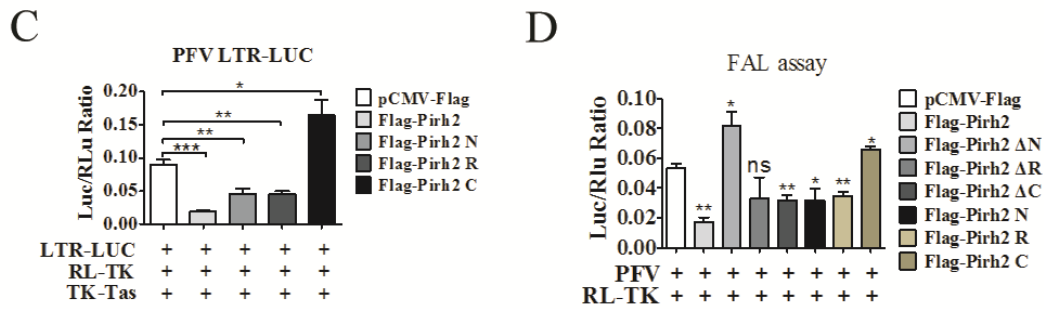 C
PFV LTR-LUC
Luc/RLu Ratio
0.20
0.15
0.10
0.05
0.00
*
**
**
***
pCMV-Flag
Flag-Pirh2
Flag-Pirh2 N
Flag-Pirh2 R
Flag-Pirh2 C
LTR-LUC + + + + +
RL-TK + + + + +
TK-Tas + + + + +
D
FAL assay
Luc/Rlu Ratio
0.10
0.08
0.06
0.04
0.02
0.00
** * ns ** * ** *
pCMV-Flag
Flag-Pirh2
Flag-Pirh2 ΔN
Flag-Pirh2 ΔR
Flag-Pirh2 ΔC
Flag-Pirh2 N
Flag-Pirh2 R
Flag-Pirh2 C
PFV + + + + + + + +
RL-TK + + + + + + + +